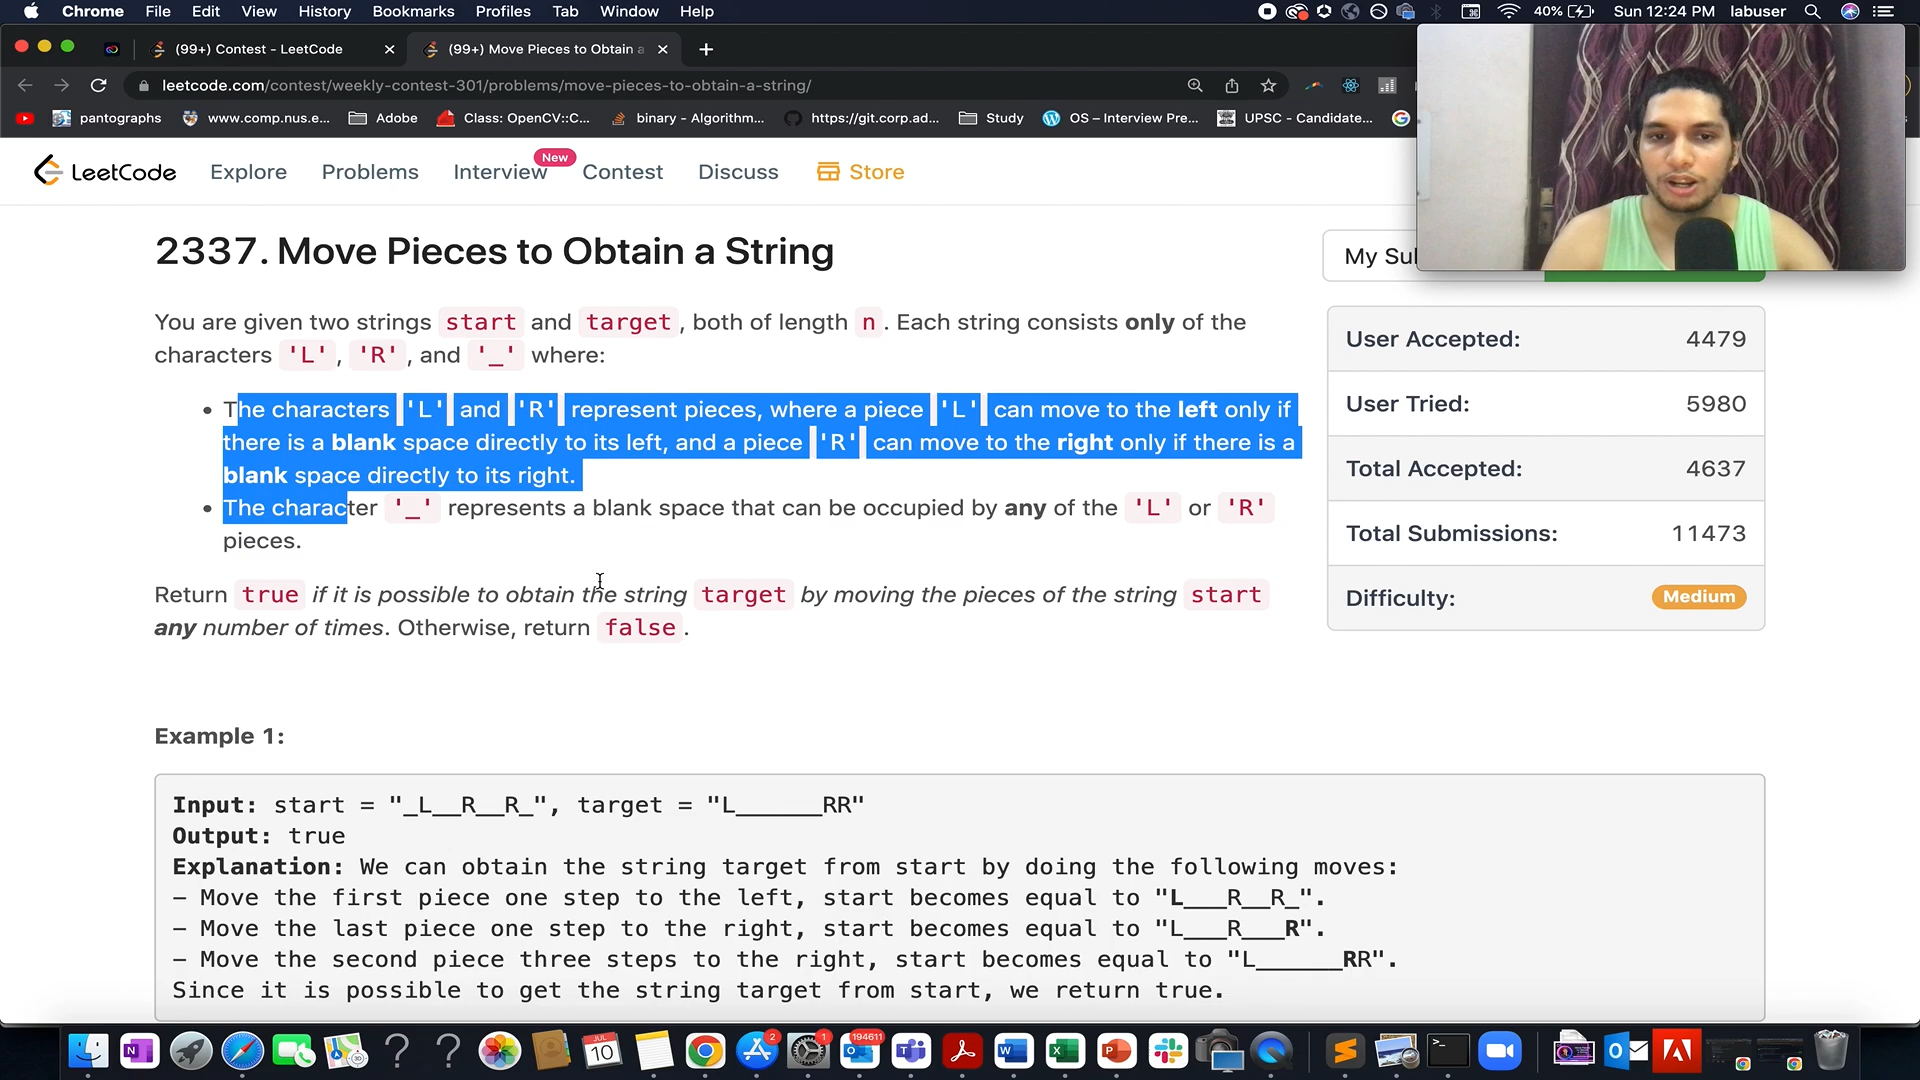 Chrome File Edit View History Bookmarks Profiles Tab Window Help 40% Sun 12:24 PM labuser
(99+) Contest - LeetCode (99+) Move Pieces to Obtain a
leetcode.com/contest/weekly-contest-301/problems/move-pieces-to-obtain-a-string/
pantographs www.comp.nus.e... Adobe Class: OpenCV::C... binary - Algorithm... https://git.corp.ad... Study OS – Interview Pre... UPSC - Candidate...
LeetCode Explore Problems Interview New Contest Discuss Store
2337. Move Pieces to Obtain a String
My Su
You are given two strings start and target, both of length n. Each string consists only of the
characters 'L', 'R', and '_' where:
• The characters 'L' and 'R' represent pieces, where a piece 'L' can move to the left only if
there is a blank space directly to its left, and a piece 'R' can move to the right only if there is a
blank space directly to its right.
• The character '_' represents a blank space that can be occupied by any of the 'L' or 'R'
pieces.
Return true if it is possible to obtain the string target by moving the pieces of the string start
any number of times. Otherwise, return false.
User Accepted: 4479
User Tried: 5980
Total Accepted: 4637
Total Submissions: 11473
Difficulty: Medium
Example 1:
Input: start = "_L__R__R_", target = "L______RR"
Output: true
Explanation: We can obtain the string target from start by doing the following moves:
– Move the first piece one step to the left, start becomes equal to "L___R__R_".
– Move the last piece one step to the right, start becomes equal to "L___R___R".
– Move the second piece three steps to the right, start becomes equal to "L______RR".
Since it is possible to get the string target from start, we return true.
JUL
10
2
1
194611